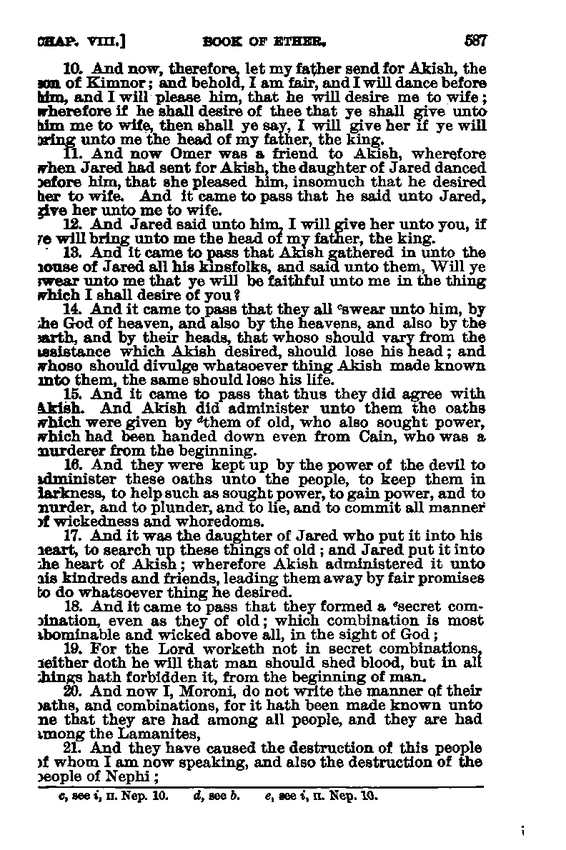 CHAP. VIII.] BOOK OF ETHER. 587
10. And now, therefore, let my father send for Akish, the
son of Kimnor; and behold, I am fair, and I will dance before
him, and I will please him, that he will desire me to wife;
wherefore if he shall desire of thee that ye shall give unto
him me to wife, then shall ye say, I will give her if ye will
bring unto me the head of my father, the king.
11. And now Omer was a friend to Akish, wherefore
when Jared had sent for Akish, the daughter of Jared danced
before him, that she pleased him, insomuch that he desired
her to wife. And it came to pass that he said unto Jared,
give her unto me to wife.
12. And Jared said unto him, I will give her unto you, if
ye will bring unto me the head of my father, the king.
13. And it came to pass that Akish gathered in unto the
house of Jared all his kinsfolks, and said unto them, Will ye
swear unto me that ye will be faithful unto me in the thing
which I shall desire of you?
14. And it came to pass that they all ᶜswear unto him, by
the God of heaven, and also by the heavens, and also by the
earth, and by their heads, that whoso should vary from the
assistance which Akish desired, should lose his head; and
whoso should divulge whatsoever thing Akish made known
unto them, the same should lose his life.
15. And it came to pass that thus they did agree with
Akish. And Akish did administer unto them the oaths
which were given by ᵈthem of old, who also sought power,
which had been handed down even from Cain, who was a
murderer from the beginning.
16. And they were kept up by the power of the devil to
administer these oaths unto the people, to keep them in
darkness, to help such as sought power, to gain power, and to
murder, and to plunder, and to lie, and to commit all manner
of wickedness and whoredoms.
17. And it was the daughter of Jared who put it into his
heart, to search up these things of old; and Jared put it into
the heart of Akish; wherefore Akish administered it unto
his kindreds and friends, leading them away by fair promises
to do whatsoever thing he desired.
18. And it came to pass that they formed a ᵉsecret com-
bination, even as they of old; which combination is most
abominable and wicked above all, in the sight of God;
19. For the Lord worketh not in secret combinations,
neither doth he will that man should shed blood, but in all
things hath forbidden it, from the beginning of man.
20. And now I, Moroni, do not write the manner of their
oaths, and combinations, for it hath been made known unto
me that they are had among all people, and they are had
among the Lamanites,
21. And they have caused the destruction of this people
of whom I am now speaking, and also the destruction of the
people of Nephi;
c, see i, II. Nep. 10. d, see b. e, see i, II. Nep. 10.